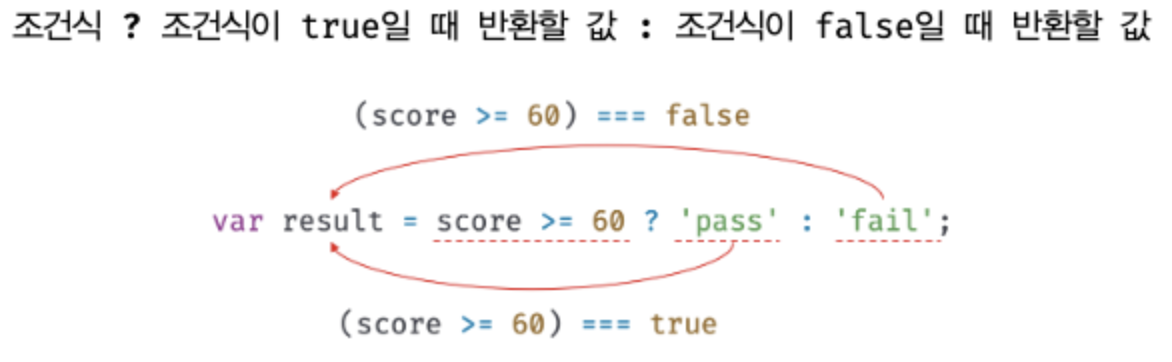 조건식 ? 조건식이 true일 때 반환할 값 : 조건식이 false일 때 반환할 값
(score >= 60) === false
var result = score >= 60 ? 'pass' : 'fail';
(score >= 60) === true